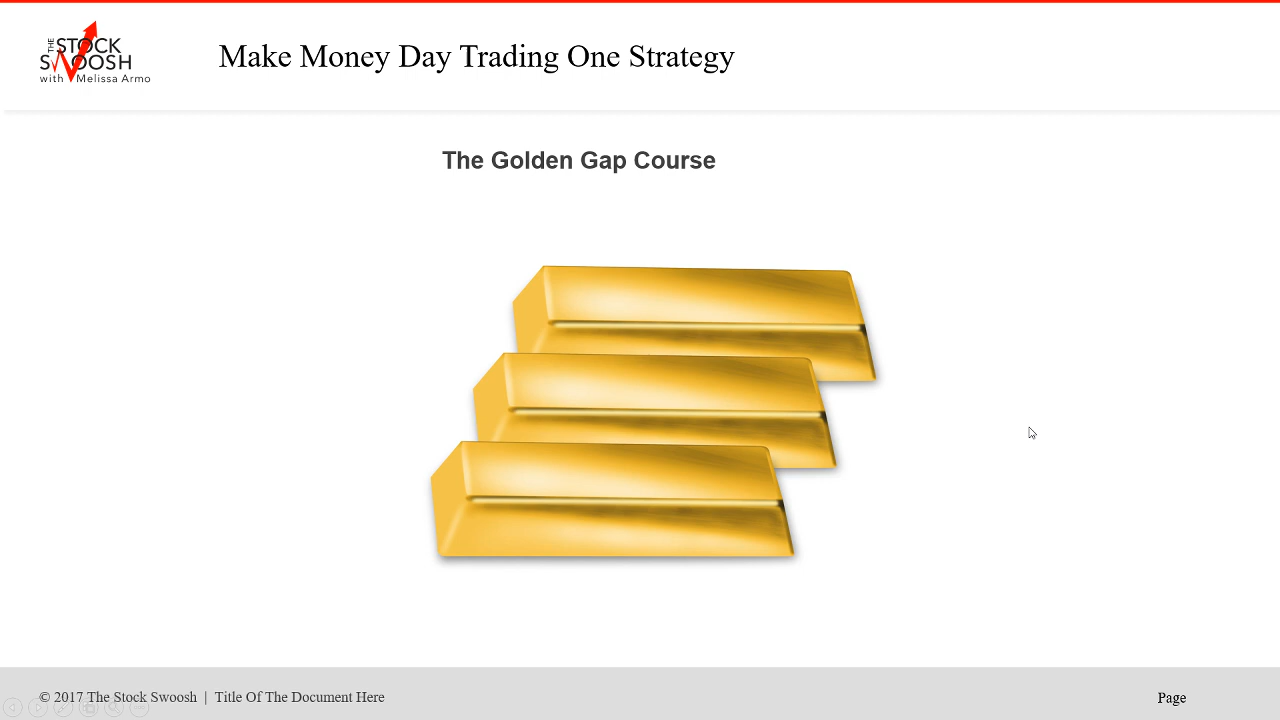 THE STOCK
SWOOSH
with Melissa Armo
Make Money Day Trading One Strategy
The Golden Gap Course
© 2017 The Stock Swoosh | Title Of The Document Here
Page